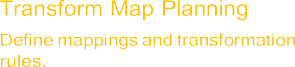 Transform Map Planning
Define mappings and transformation
rules.